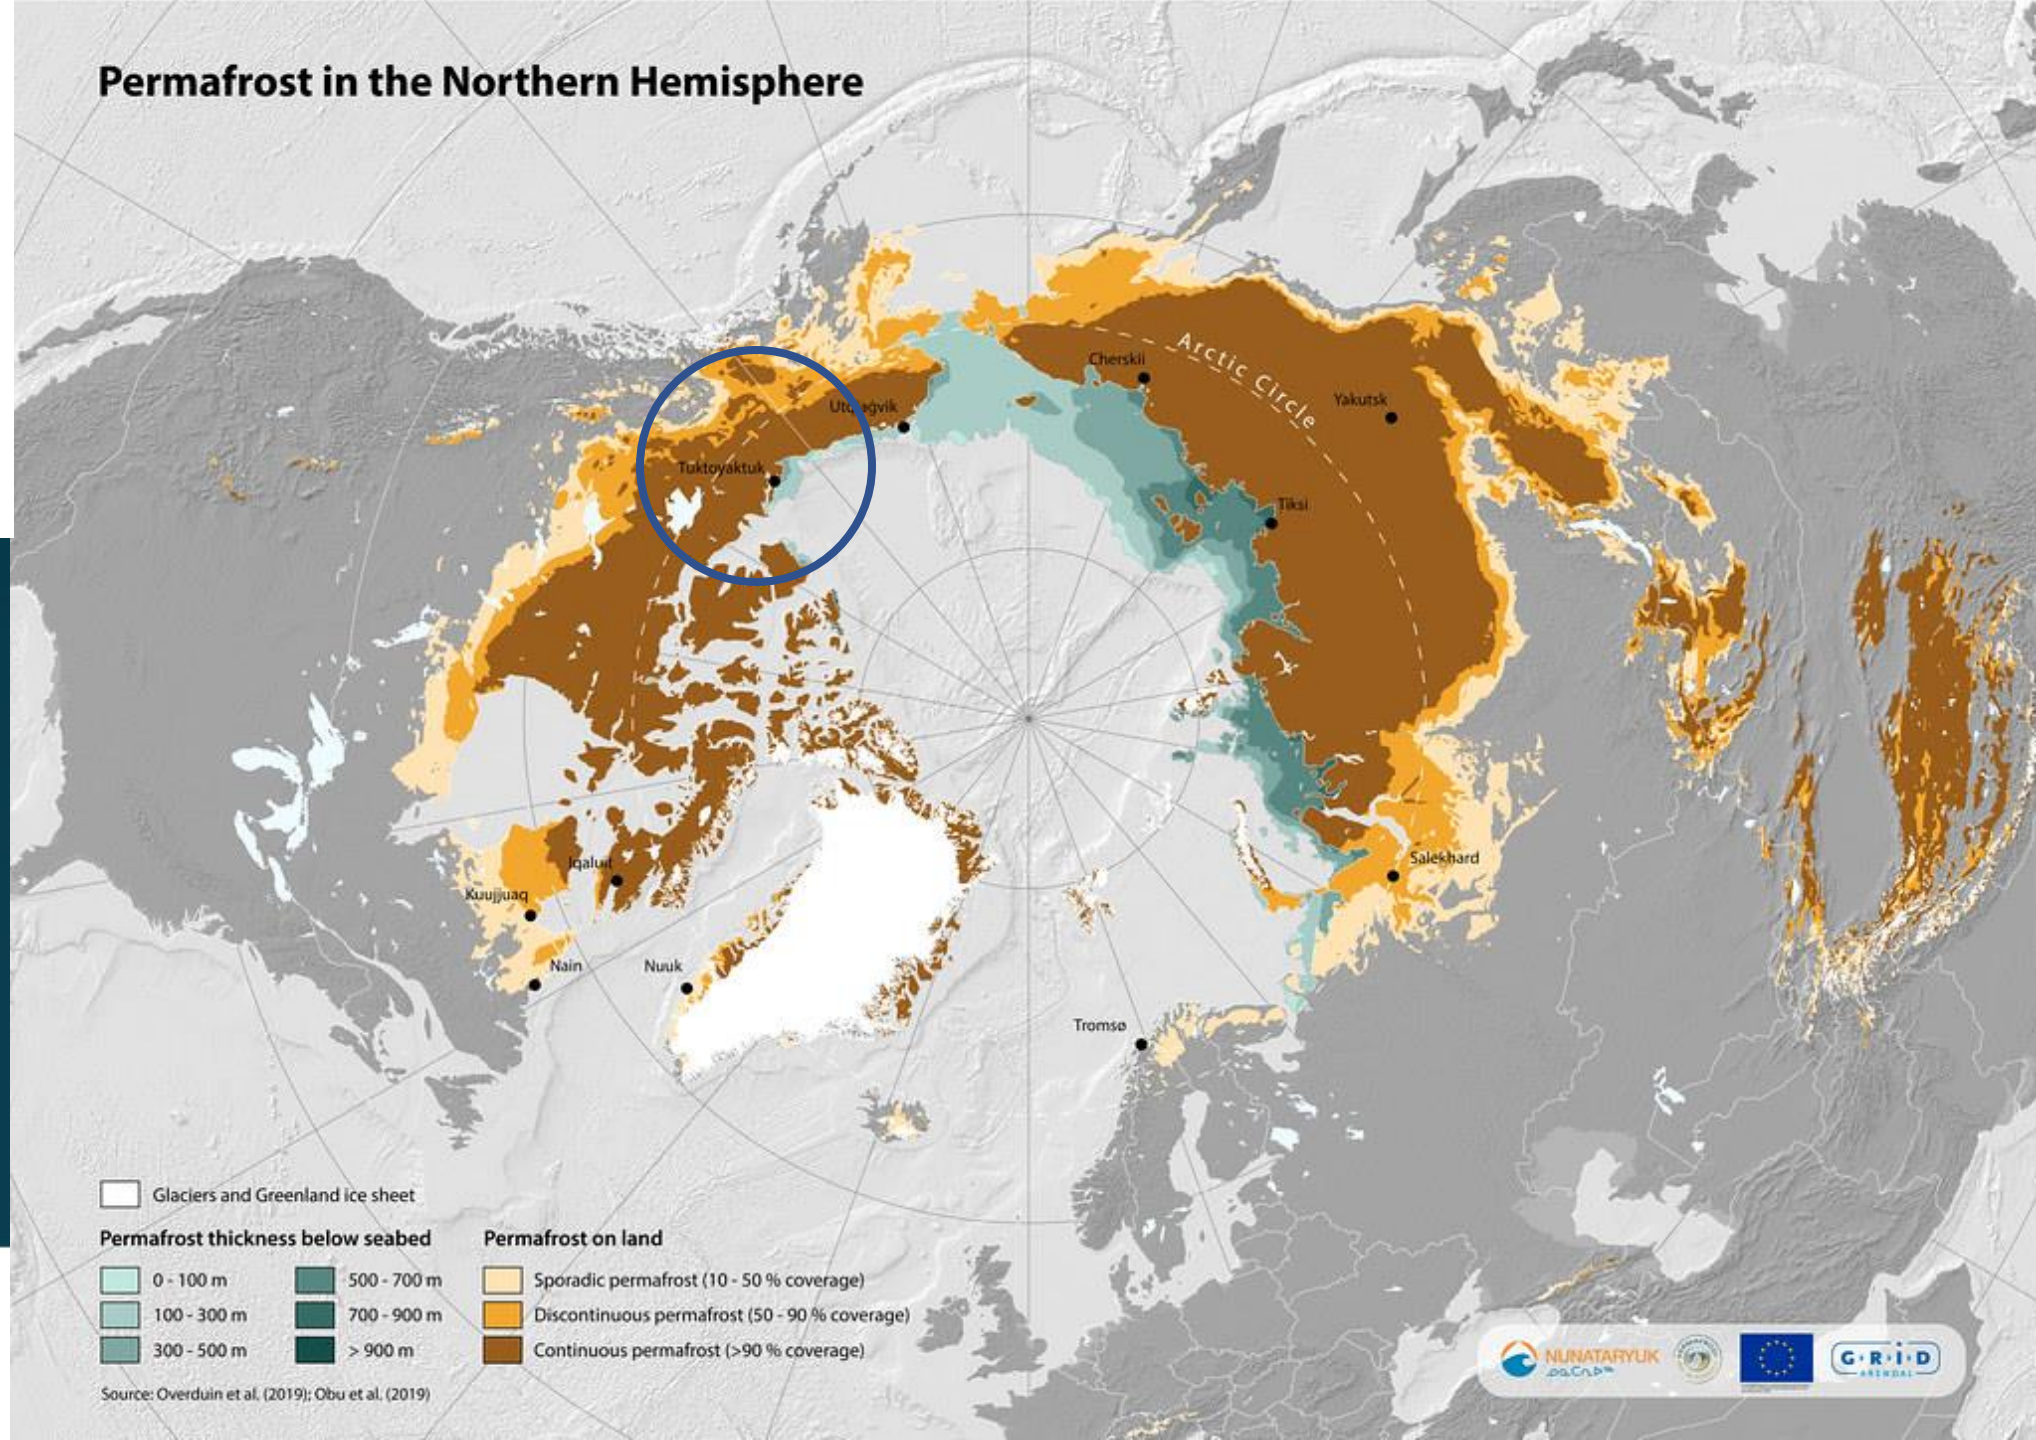 Permafrost in the Northern Hemisphere
Arctic Circle
Cherskii
Yakutsk
Utqiaġvik
Tuktoyaktuk
Tiksi
Salekhard
Iqaluit
Kuujjuaq
Nain
Nuuk
Tromsø
Glaciers and Greenland ice sheet
Permafrost thickness below seabed
0 - 100 m
100 - 300 m
300 - 500 m
500 - 700 m
700 - 900 m
> 900 m
Permafrost on land
Sporadic permafrost (10 - 50 % coverage)
Discontinuous permafrost (50 - 90 % coverage)
Continuous permafrost (>90 % coverage)
Source: Overduin et al. (2019); Obu et al. (2019)
NUNATARYUK
ᓄᓇᑕᕆᐅᖅ
G·R·I·D
ARENDAL